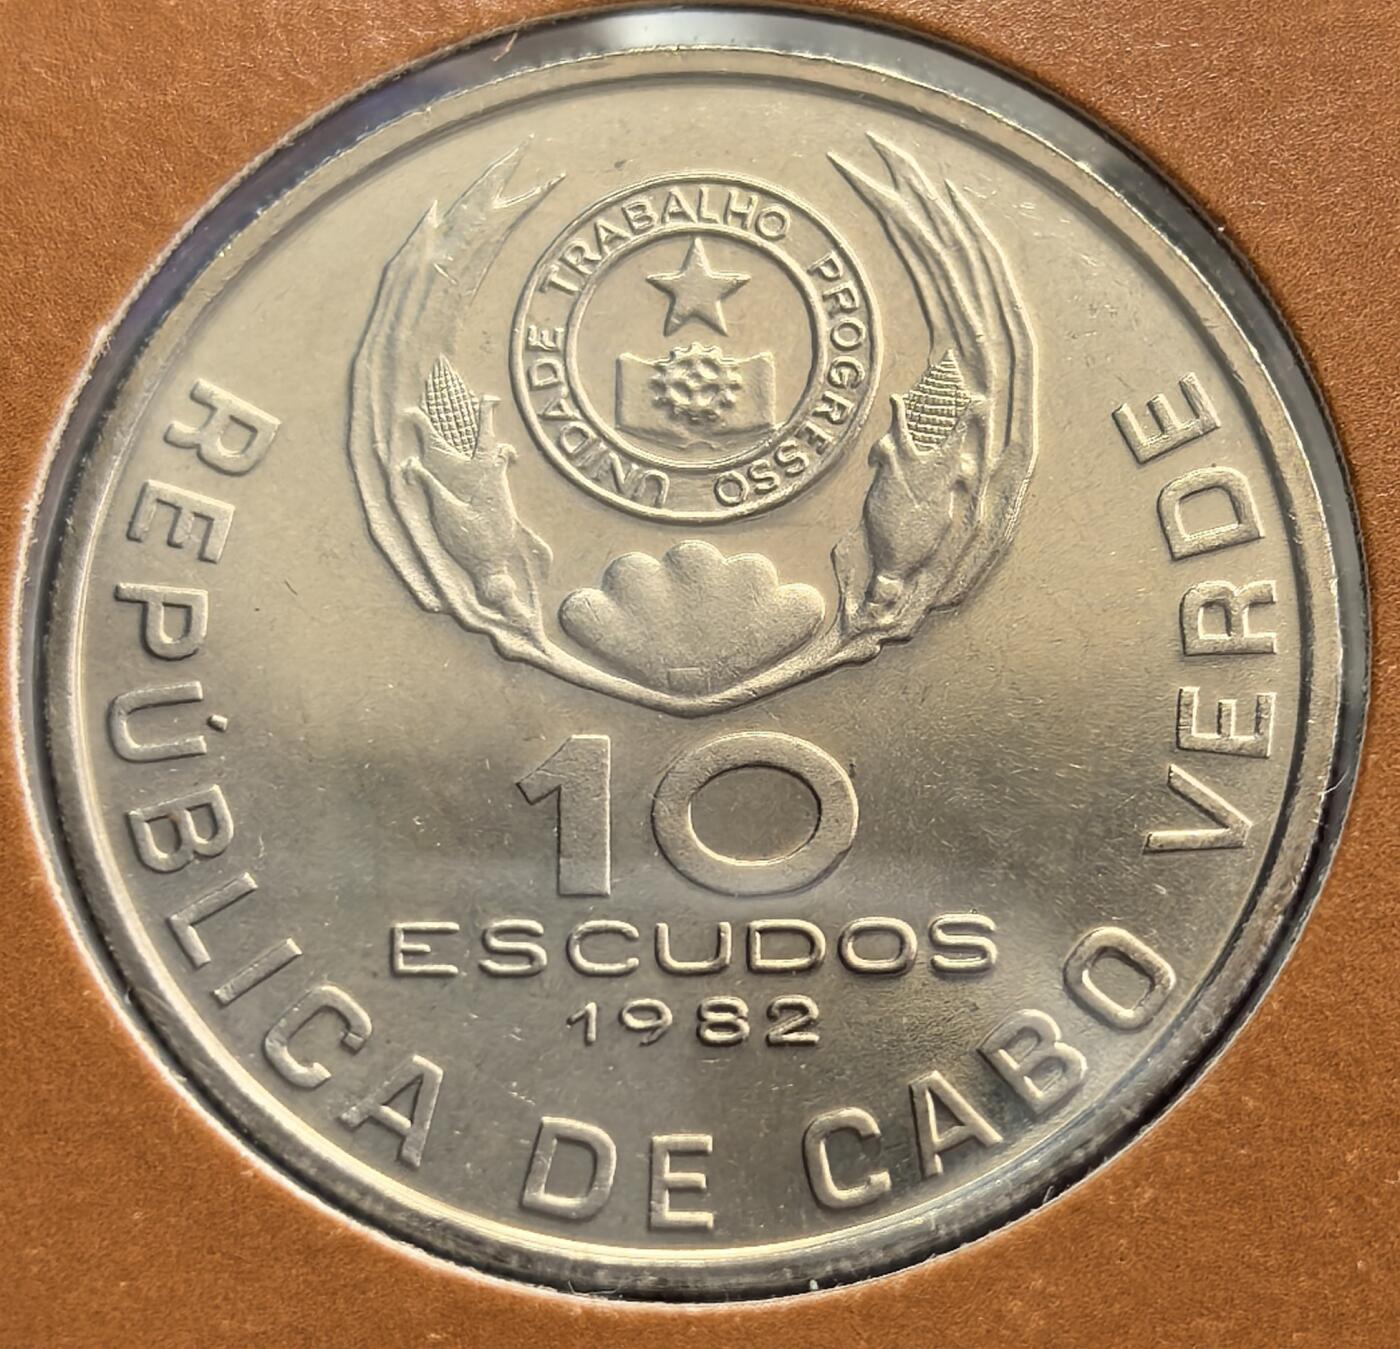 UNIDADE TRABALHO PROGRESSO
10
ESCUDOS
1982
REPÚBLICA DE CABO VERDE